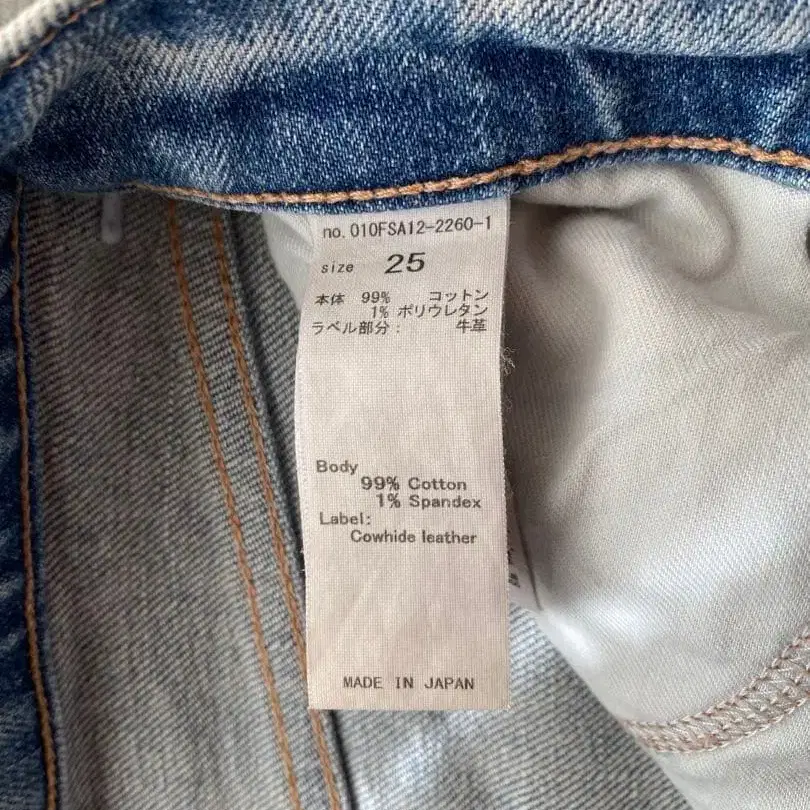 no. 010FSA12-2260-1
size 25
本体 99% コットン
1% ポリウレタン
ラベル部分: 牛革
Body
99% Cotton
1% Spandex
Label:
Cowhide leather
MADE IN JAPAN